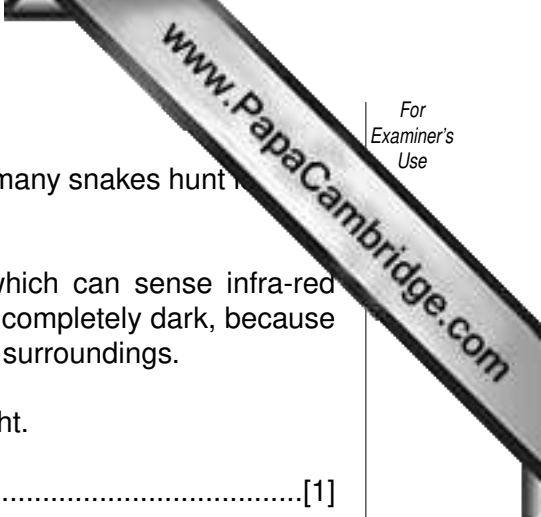 For
Examiner's
Use
www.PapaCambridge.com
many snakes hunt
which can sense infra-red
completely dark, because
surroundings.
ht.
....................................[1]